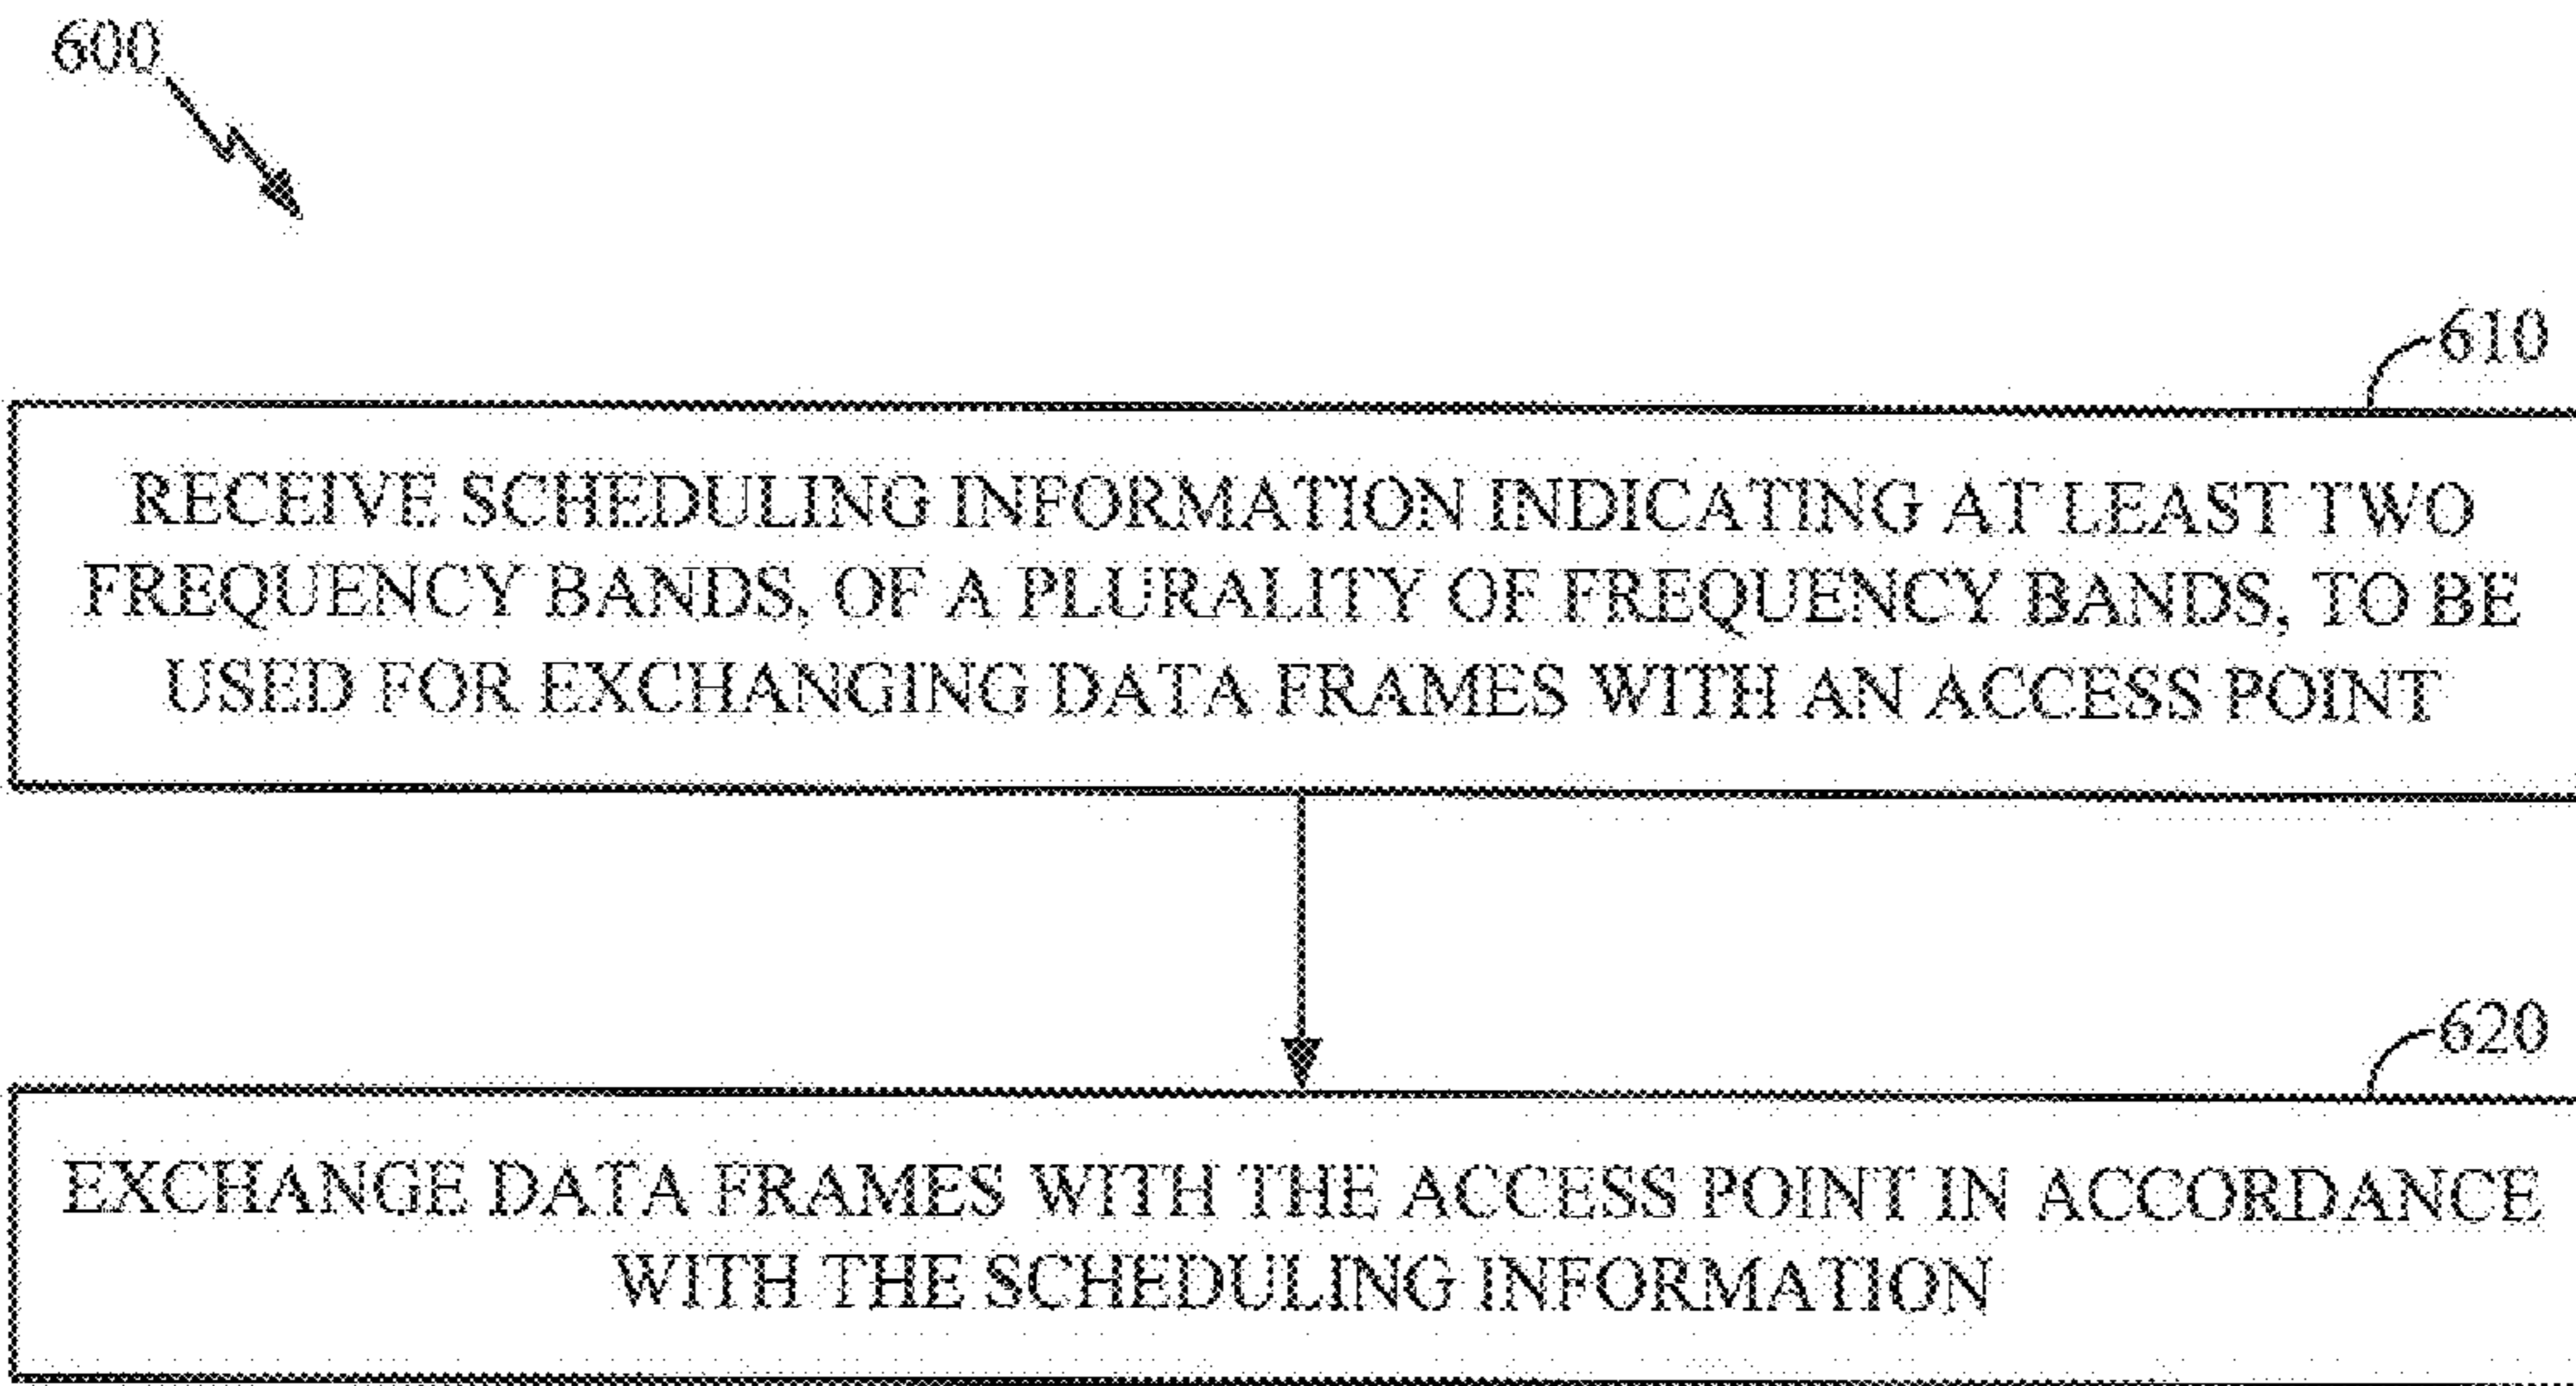 600
610
RECEIVE SCHEDULING INFORMATION INDICATING AT LEAST TWO
FREQUENCY BANDS, OF A PLURALITY OF FREQUENCY BANDS, TO BE
USED FOR EXCHANGING DATA FRAMES WITH AN ACCESS POINT
620
EXCHANGE DATA FRAMES WITH THE ACCESS POINT IN ACCORDANCE
WITH THE SCHEDULING INFORMATION